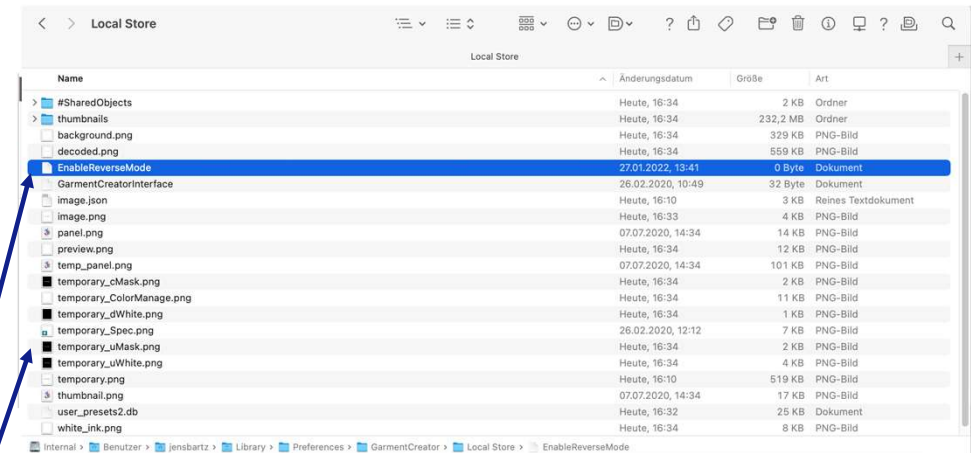 Local Store
Local Store
Name Änderungsdatum Größe Art
#SharedObjects Heute, 16:34 2 KB Ordner
thumbnails Heute, 16:34 232,2 MB Ordner
background.png Heute, 16:34 329 KB PNG-Bild
decoded.png Heute, 16:34 559 KB PNG-Bild
EnableReverseMode 27.01.2022, 13:41 0 Byte Dokument
GarmentCreatorInterface 26.02.2020, 10:49 32 Byte Dokument
image.json Heute, 16:10 3 KB Reines Textdokument
image.png Heute, 16:33 4 KB PNG-Bild
panel.png 07.07.2020, 14:34 14 KB PNG-Bild
preview.png Heute, 16:34 12 KB PNG-Bild
temp_panel.png 07.07.2020, 14:34 101 KB PNG-Bild
temporary_cMask.png Heute, 16:34 2 KB PNG-Bild
temporary_ColorManage.png Heute, 16:34 11 KB PNG-Bild
temporary_dWhite.png Heute, 16:34 1 KB PNG-Bild
temporary_Spec.png 26.02.2020, 12:12 7 KB PNG-Bild
temporary_uMask.png Heute, 16:34 2 KB PNG-Bild
temporary_uWhite.png Heute, 16:34 4 KB PNG-Bild
temporary.png Heute, 16:10 519 KB PNG-Bild
thumbnail.png 07.07.2020, 14:34 17 KB PNG-Bild
user_presets2.db Heute, 16:32 25 KB Dokument
white_ink.png Heute, 16:34 8 KB PNG-Bild
Internal › Benutzer › jensbartz › Library › Preferences › GarmentCreator › Local Store › EnableReverseMode